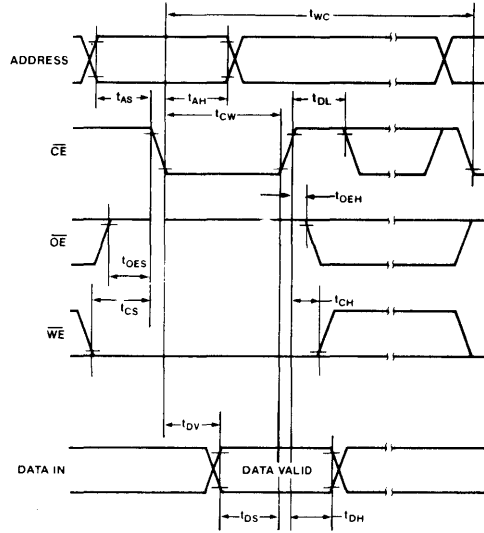 tWC
ADDRESS
tAS
tAH
tDL
tCW
CE
tOEH
OE
tOES
tCS
tCH
WE
tDV
DATA IN
DATA VALID
tDS
tDH